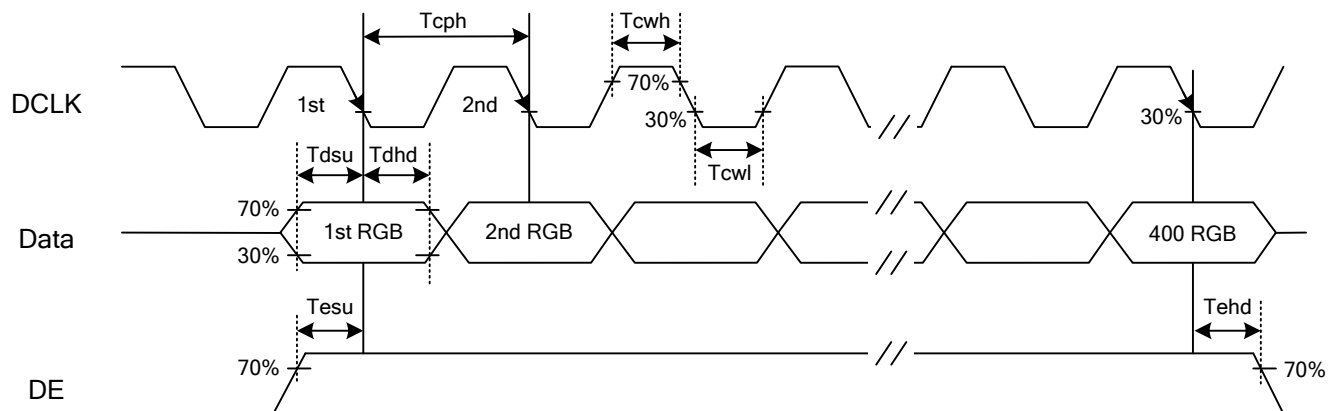 Tcph
Tcwh
DCLK
1st
2nd
70%
30%
30%
Tcwl
Tdsu
Tdhd
70%
Data
1st RGB
2nd RGB
400 RGB
30%
Tesu
Tehd
70%
70%
DE